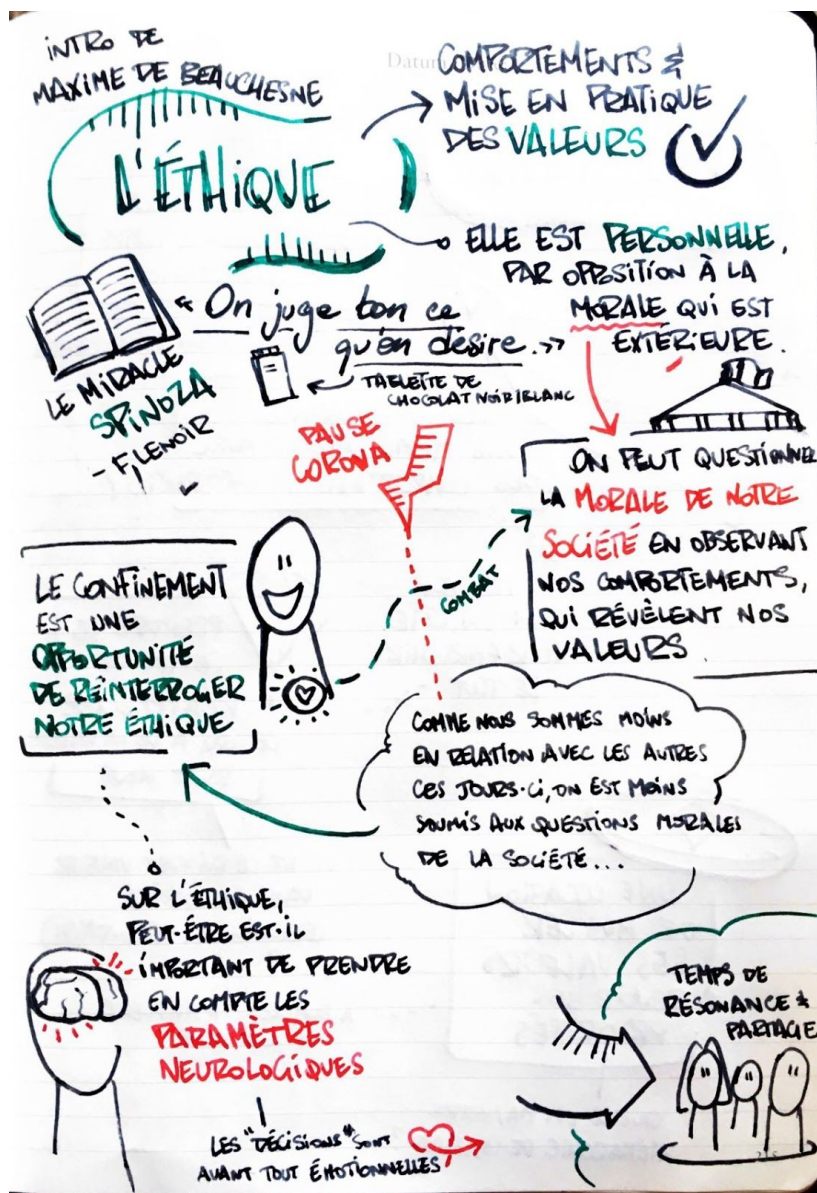 INTRO DE
MAXIME DE BEAUCHESNE
L'ÉTHIQUE
Datum
COMPORTEMENTS &
MISE EN PRATIQUE
DES VALEURS
ELLE EST PERSONNELLE,
PAR OPPOSITION À LA
MORALE QUI EST
EXTÉRIEURE.
« On juge bon ce
qu'on désire. »
TABLETTE DE
CHOCOLAT NOIR/BLANC
LE MIRACLE
SPINOZA
- F, LENOIR
PAUSE
CORONA
ON PEUT QUESTIONNER
LA MORALE DE NOTRE
SOCIÉTÉ EN OBSERVANT
NOS COMPORTEMENTS,
QUI RÉVÈLENT NOS
VALEURS.
COMBAT
LE CONFINEMENT
EST UNE
OPPORTUNITÉ
DE RÉINTERROGER
NOTRE ÉTHIQUE
COMME NOUS SOMMES MOINS
EN RELATION AVEC LES AUTRES
CES JOURS-CI, ON EST MOINS
SOUMIS AUX QUESTIONS MORALES
DE LA SOCIÉTÉ...
SUR L'ÉTHIQUE,
PEUT-ÊTRE EST-IL
IMPORTANT DE PRENDRE
EN COMPTE LES
PARAMÈTRES
NEUROLOGIQUES
LES "DÉCISIONS" SONT
AVANT TOUT ÉMOTIONNELLES
TEMPS DE
RÉSONANCE &
PARTAGE